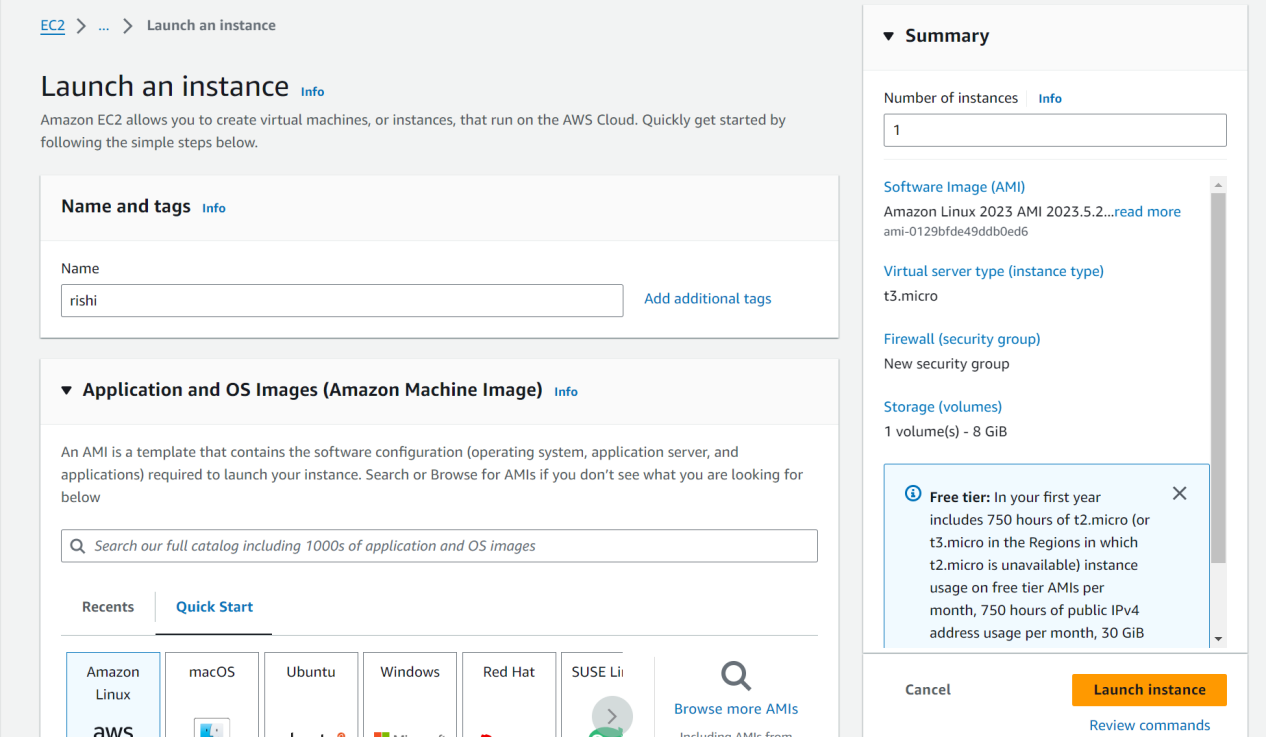 EC2 > ... > Launch an instance
Launch an instance Info
Amazon EC2 allows you to create virtual machines, or instances, that run on the AWS Cloud. Quickly get started by
following the simple steps below.
Name and tags Info
Name
rishi
Add additional tags
Application and OS Images (Amazon Machine Image) Info
An AMI is a template that contains the software configuration (operating system, application server, and
applications) required to launch your instance. Search or Browse for AMIs if you don't see what you are looking for
below
Search our full catalog including 1000s of application and OS images
Recents
Quick Start
Amazon
Linux
aws
macOS
Ubuntu
Windows
Red Hat
SUSE Li
Browse more AMIs
Including AMIs from
Summary
Number of instances Info
1
Software Image (AMI)
Amazon Linux 2023 AMI 2023.5.2...read more
ami-0129bfde49ddb0ed6
Virtual server type (instance type)
t3.micro
Firewall (security group)
New security group
Storage (volumes)
1 volume(s) - 8 GiB
Free tier: In your first year
includes 750 hours of t2.micro (or
t3.micro in the Regions in which
t2.micro is unavailable) instance
usage on free tier AMIs per
month, 750 hours of public IPv4
address usage per month, 30 GiB
Cancel
Launch instance
Review commands